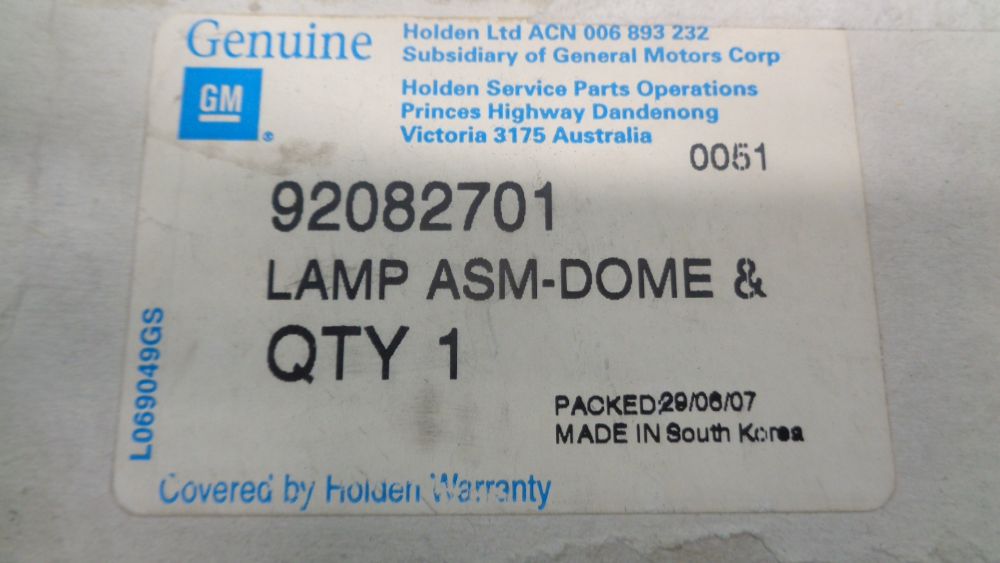 Genuine
GM
Holden Ltd ACN 006 893 232
Subsidiary of General Motors Corp
Holden Service Parts Operations
Princes Highway Dandenong
Victoria 3175 Australia
0051
92082701
LAMP ASM-DOME &
QTY 1
PACKED:29/06/07
MADE IN South Korea
L069049GS
Covered by Holden Warranty